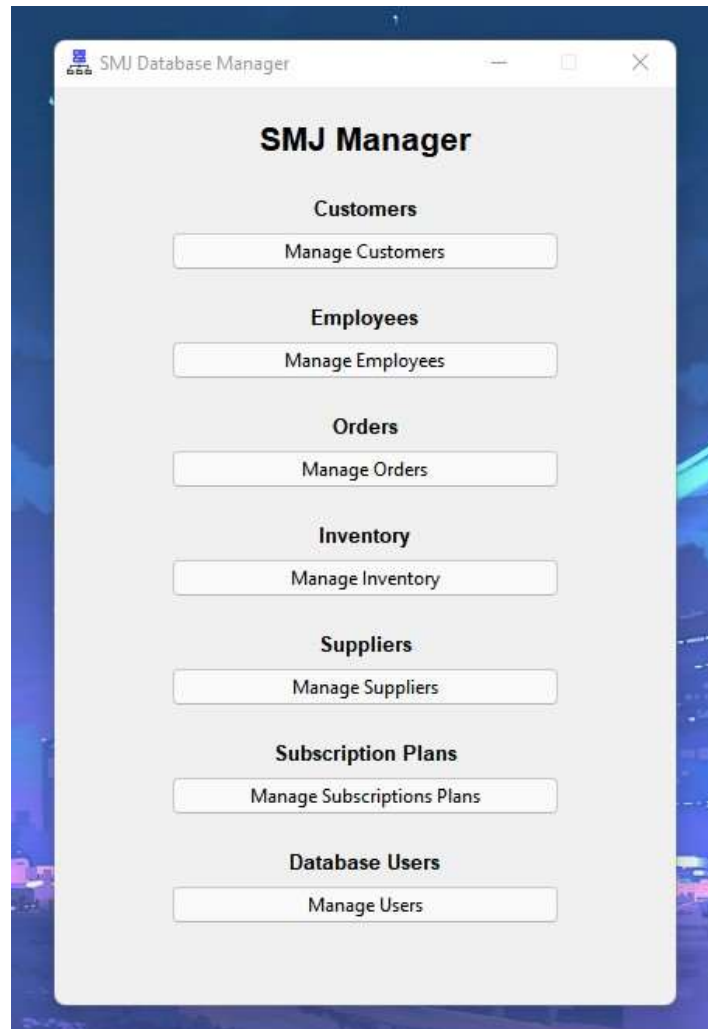 SMJ Database Manager
SMJ Manager
Customers
Manage Customers
Employees
Manage Employees
Orders
Manage Orders
Inventory
Manage Inventory
Suppliers
Manage Suppliers
Subscription Plans
Manage Subscriptions Plans
Database Users
Manage Users